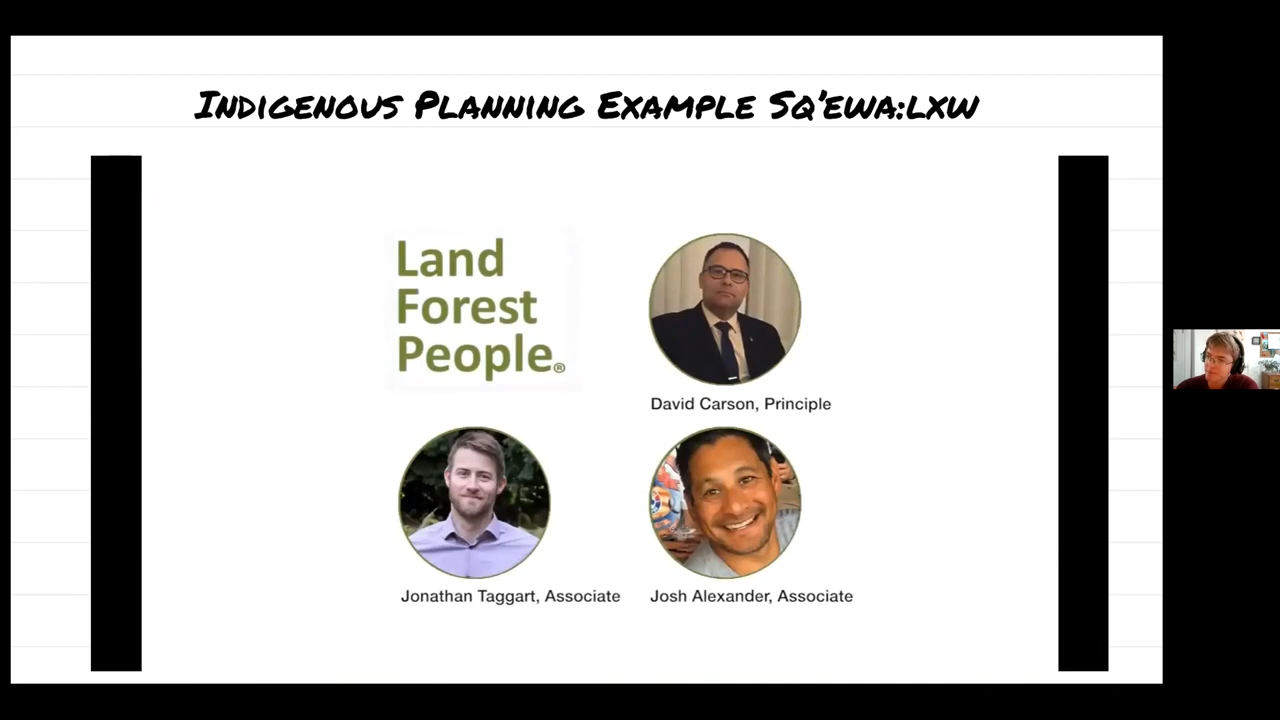 Indigenous Planning Example Sq'ewa:lxw
Land
Forest
People®
David Carson, Principle
Jonathan Taggart, Associate
Josh Alexander, Associate